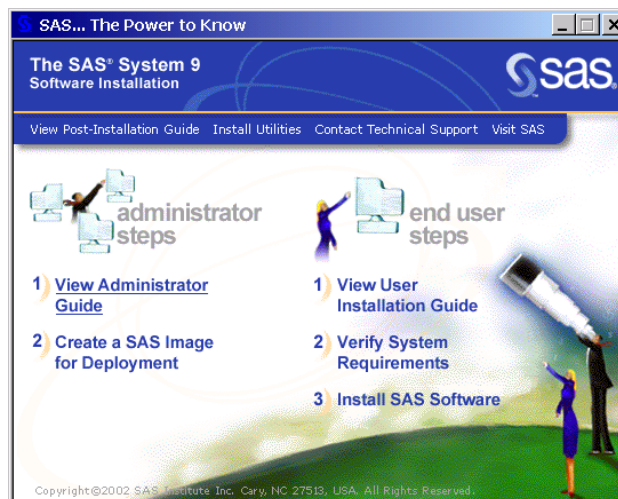 SAS... The Power to Know
The SAS® System 9
Software Installation
sas.
View Post-Installation Guide Install Utilities Contact Technical Support Visit SAS
administrator
steps
1 View Administrator
Guide
2 Create a SAS Image
for Deployment
end user
steps
1 View User
Installation Guide
2 Verify System
Requirements
3 Install SAS Software
Copyright©2002 SAS Institute Inc. Cary, NC 27513, USA. All Rights Reserved.